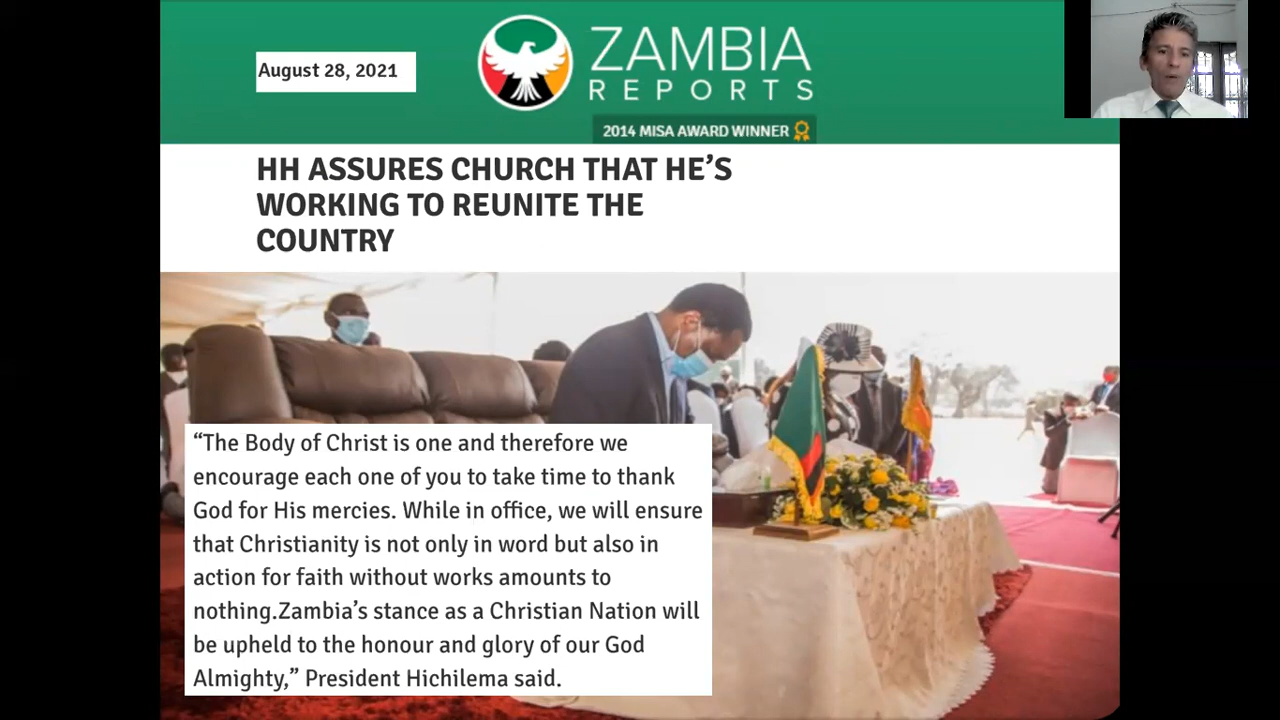 August 28, 2021
ZAMBIA
REPORTS
2014 MISA AWARD WINNER
HH ASSURES CHURCH THAT HE’S
WORKING TO REUNITE THE
COUNTRY
“The Body of Christ is one and therefore we
encourage each one of you to take time to thank
God for His mercies. While in office, we will ensure
that Christianity is not only in word but also in
action for faith without works amounts to
nothing.Zambia’s stance as a Christian Nation will
be upheld to the honour and glory of our God
Almighty,” President Hichilema said.